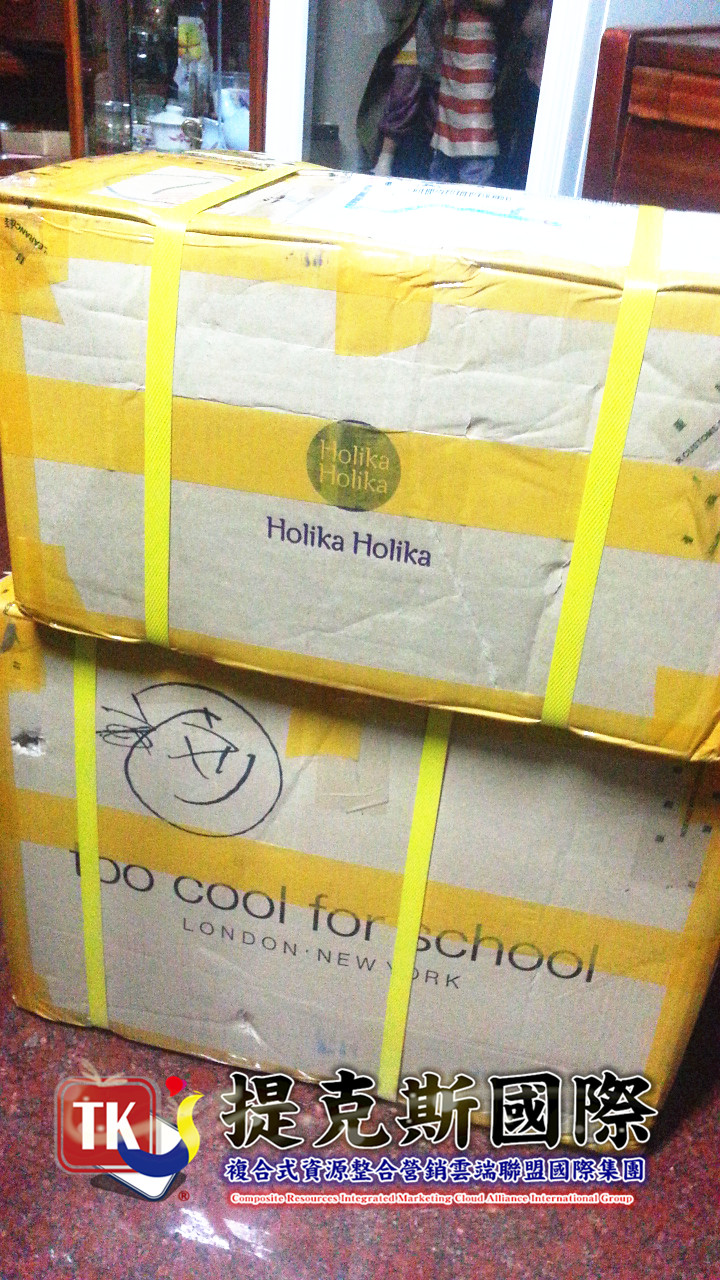 Holika
Holika
Holika Holika
too cool for school
LONDON·NEW YORK
TK
提克斯國際
複合式資源整合營銷雲端聯盟國際集團
®
Composite Resources Integrated Marketing Cloud Alliance International Group